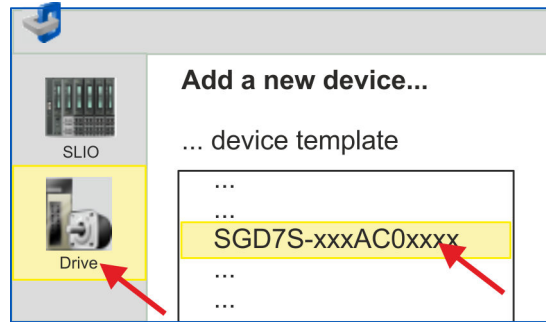 Add a new device...
SLIO
... device template
Drive
...
...
SGD7S-xxxAC0xxxx
...
...